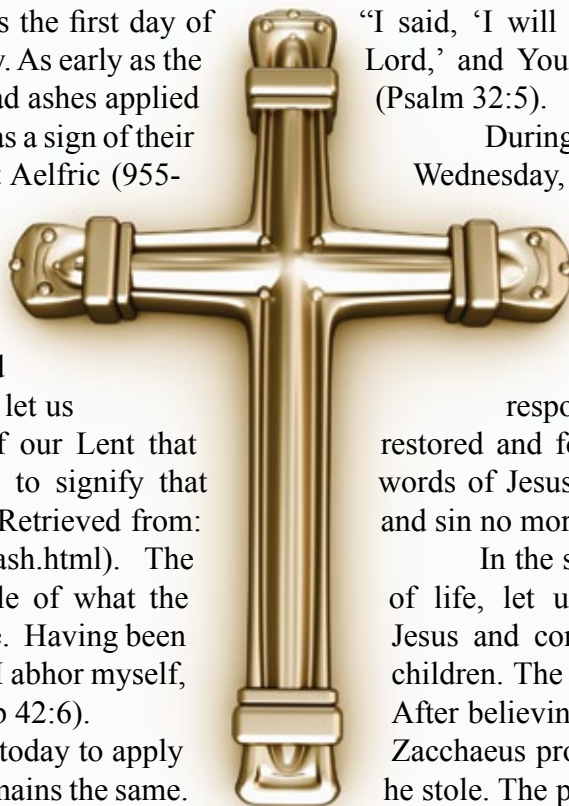 s the first day of
y. As early as the
ad ashes applied
as a sign of their
t Aelfric (955-
d
let us
f our Lent that
to signify that
Retrieved from:
ash.html). The
le of what the
e. Having been
I abhor myself,
b 42:6).
today to apply
mains the same.
“I said, ‘I will
Lord,’ and You
(Psalm 32:5).
During
Wednesday,
respo
restored and fo
words of Jesus
and sin no mor
In the s
of life, let u
Jesus and con
children. The
After believin
Zacchaeus pro
he stole. The p